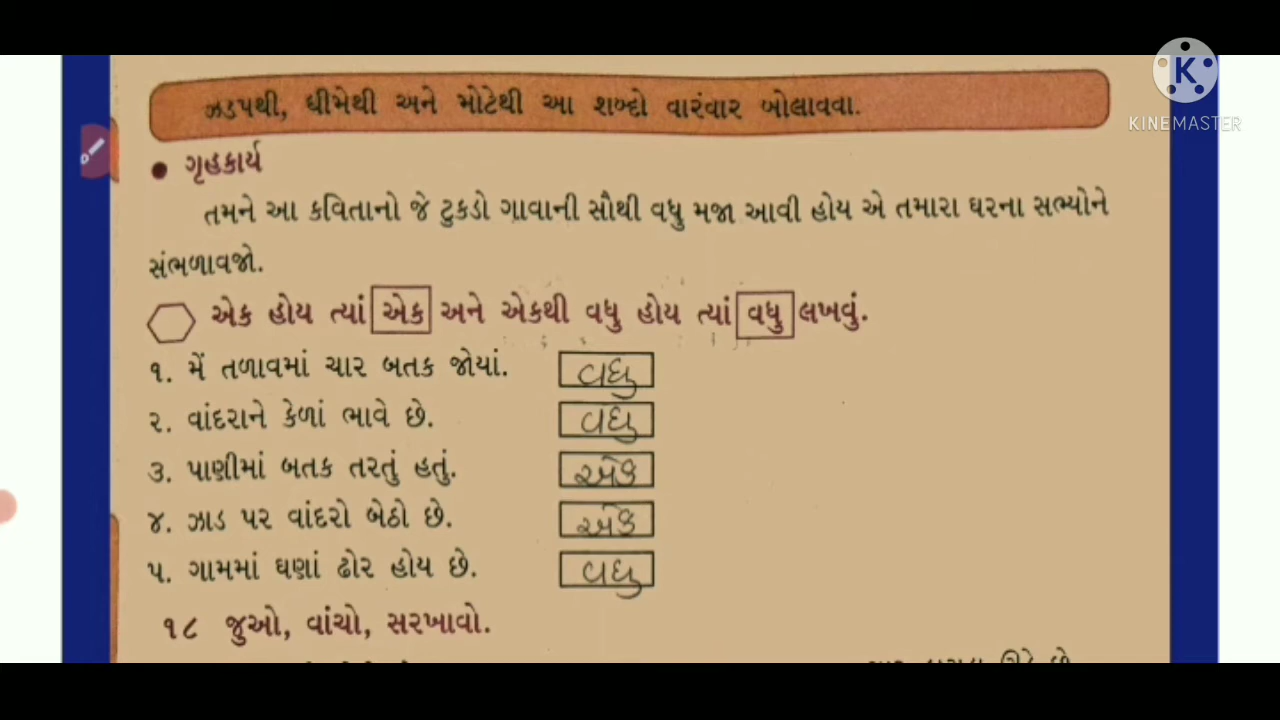 ઝડપથી, ધીમેથી અને મોટેથી આ શબ્દો વારંવાર બોલાવવા.
K
KINEMASTER
• ગૃહકાર્ય
તમને આ કવિતાનો જે ટુકડો ગાવાની સૌથી વધુ મજા આવી હોય એ તમારા ઘરના સભ્યોને
સંભળાવજો.
એક હોય ત્યાં એક અને એકથી વધુ હોય ત્યાં વધુ લખવું.
૧. મેં તળાવમાં ચાર બતક જોયાં. વધુ
૨. વાંદરાને કેળાં ભાવે છે. વધુ
૩. પાણીમાં બતક તરતું હતું. એક
૪. ઝાડ પર વાંદરો બેઠો છે. એક
૫. ગામમાં ઘણાં ઢોર હોય છે. વધુ
૧૮ જુઓ, વાંચો, સરખાવો.